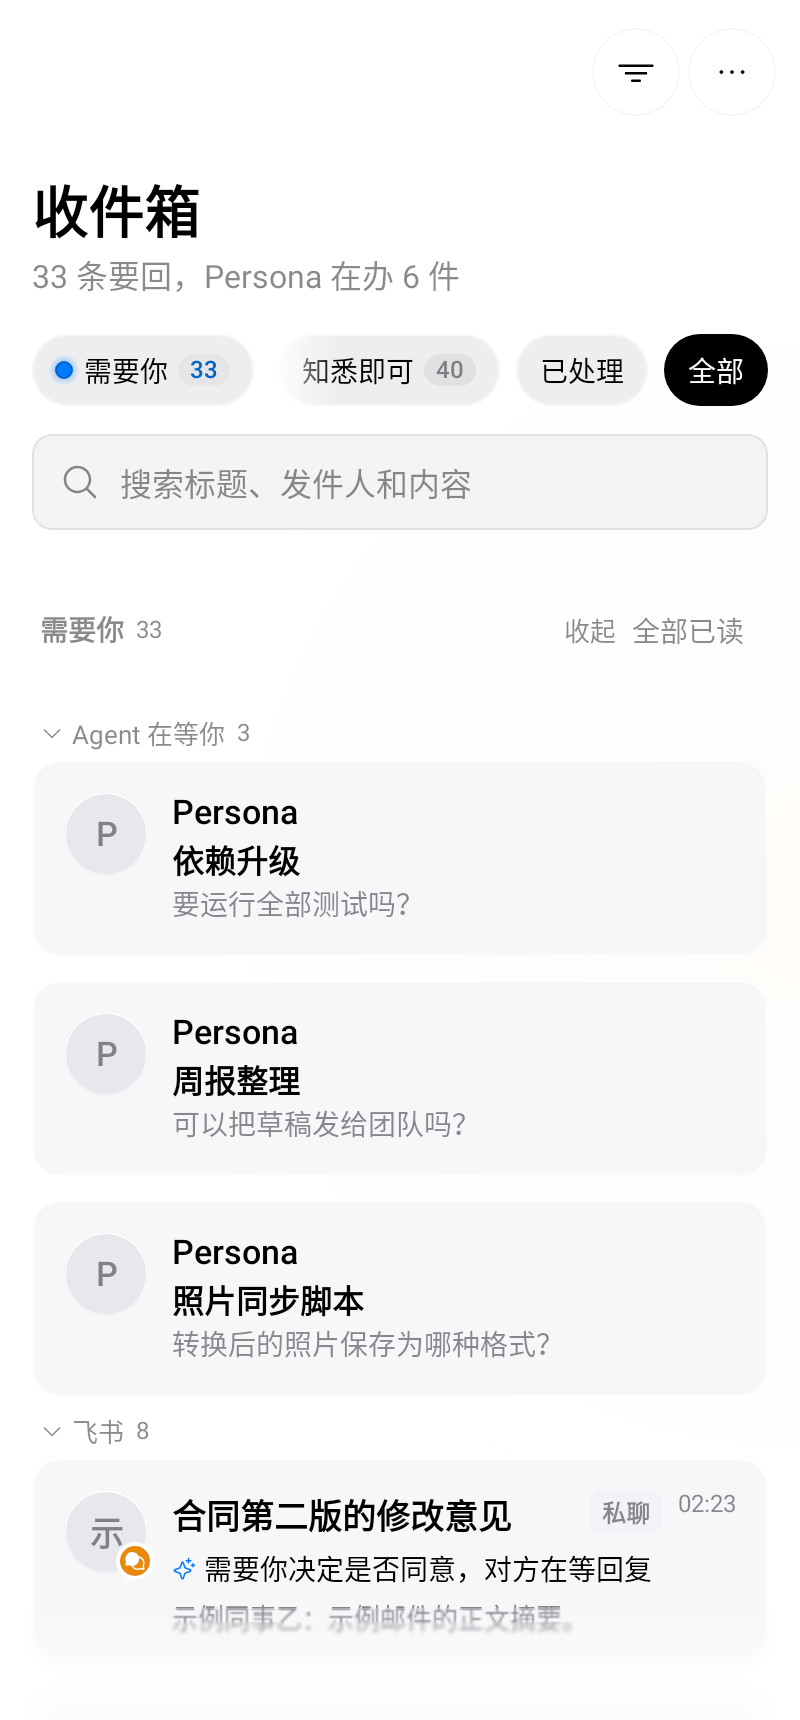 收件箱
33 条要回，Persona 在办 6 件
需要你 33 知悉即可 40 已处理 全部
搜索标题、发件人和内容
需要你 33 收起 全部已读
Agent 在等你 3
P
Persona
依赖升级
要运行全部测试吗？
P
Persona
周报整理
可以把草稿发给团队吗？
P
Persona
照片同步脚本
转换后的照片保存为哪种格式？
飞书 8
示
合同第二版的修改意见 私聊 02:23
需要你决定是否同意，对方在等回复
示例同事乙：示例邮件的正文摘要。